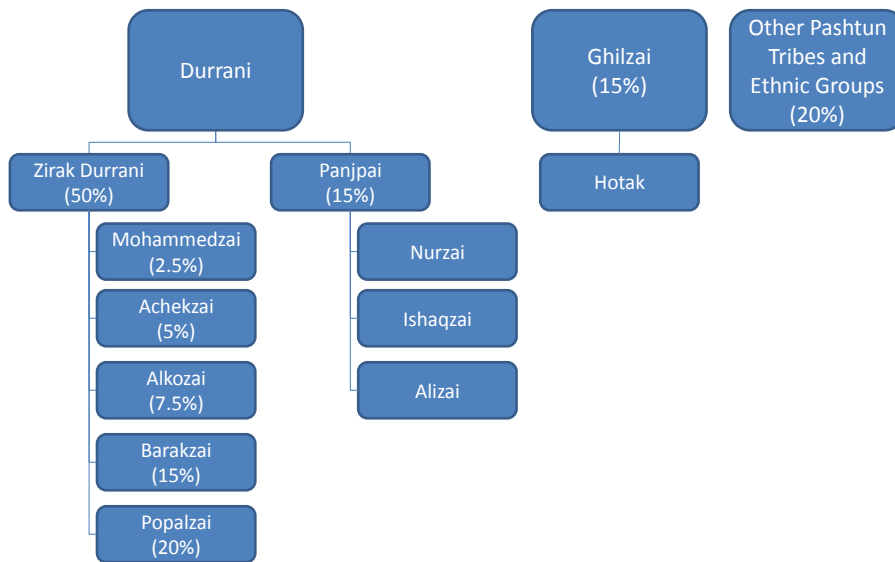 Durrani
Ghilzai
(15%)
Other Pashtun
Tribes and
Ethnic Groups
(20%)
Zirak Durrani
(50%)
Panjpai
(15%)
Hotak
Mohammedzai
(2.5%)
Achekzai
(5%)
Alkozai
(7.5%)
Barakzai
(15%)
Popalzai
(20%)
Nurzai
Ishaqzai
Alizai